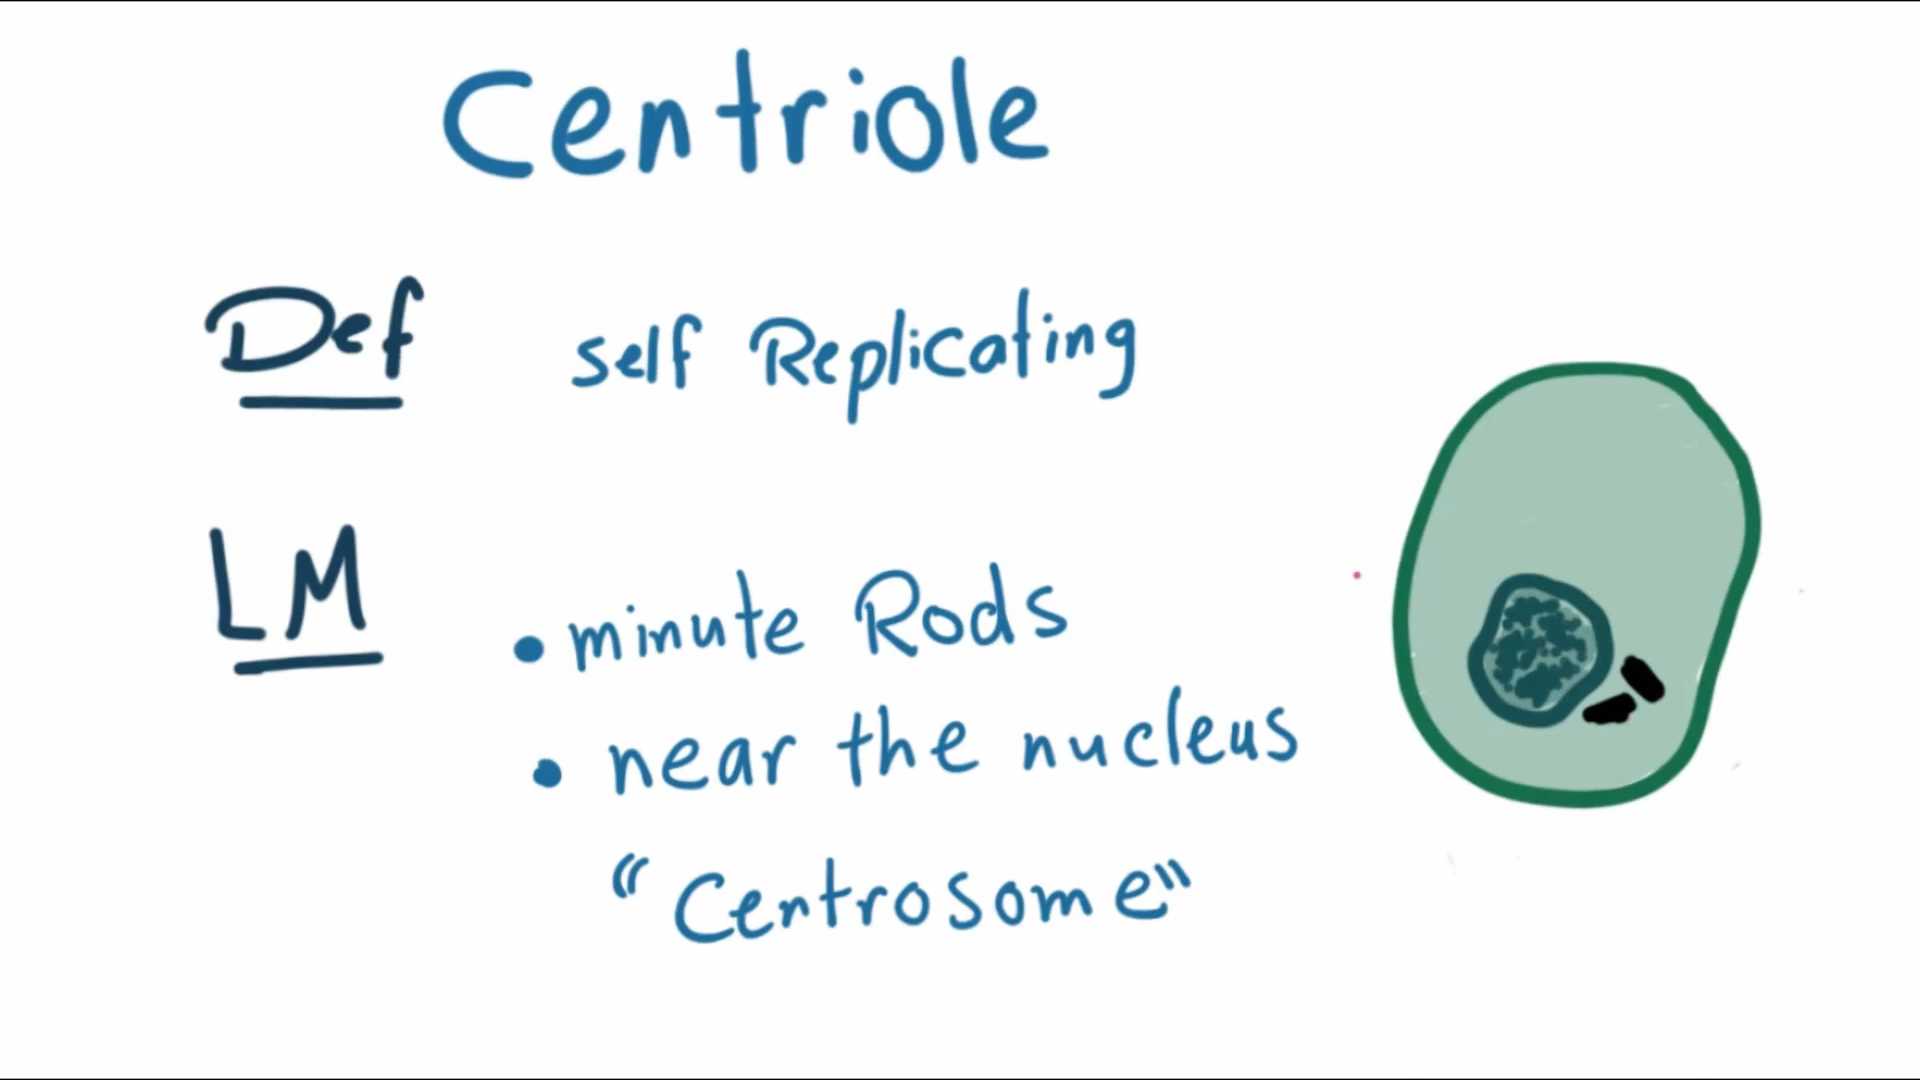 Centriole
Def self Replicating
LM
• minute Rods
• near the nucleus
"Centrosome"